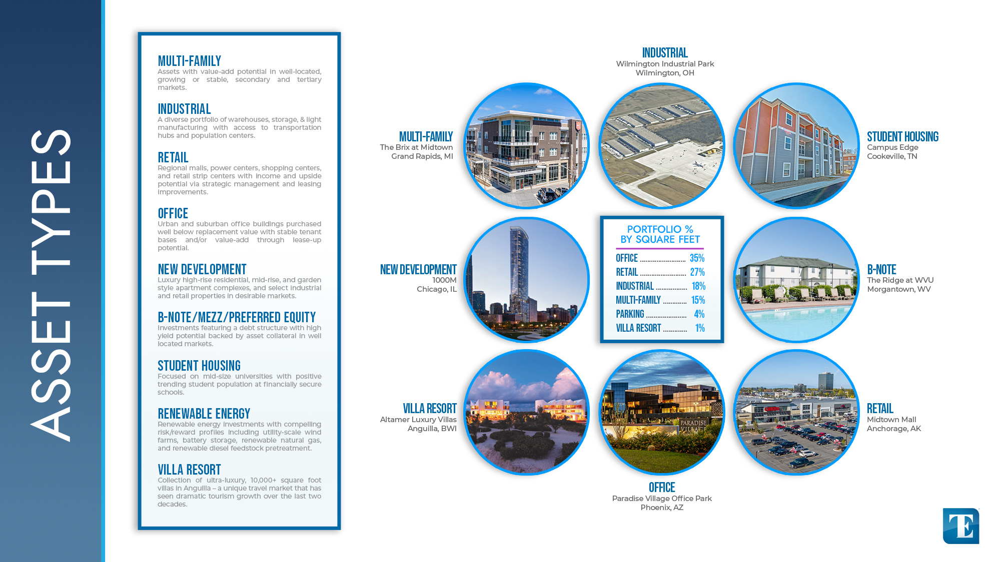 ASSET TYPES
MULTI-FAMILY
Assets with value-add potential in well-located,
growing or stable, secondary and tertiary
markets.
INDUSTRIAL
A diverse portfolio of warehouses, storage, & light
manufacturing with access to transportation
hubs and population centers.
RETAIL
Regional malls, power centers, shopping centers,
and retail strip centers with income and upside
potential via strategic management and leasing
improvements.
OFFICE
Urban and suburban office buildings purchased
well below replacement value with stable tenant
bases and/or value-add through lease-up
potential.
NEW DEVELOPMENT
Luxury high-rise residential, mid-rise, and garden
style apartment complexes, and select industrial
and retail properties in desirable markets.
B-NOTE/MEZZ/PREFERRED EQUITY
Investments featuring a debt structure with high
yield potential backed by asset collateral in well
located markets.
STUDENT HOUSING
Focused on mid-size universities with positive
trending student population at financially secure
schools.
RENEWABLE ENERGY
Renewable energy investments with compelling
risk/reward profiles including utility-scale wind
farms, battery storage, renewable natural gas,
and renewable diesel feedstock pretreatment.
VILLA RESORT
Collection of ultra-luxury, 10,000+ square foot
villas in Anguilla – a unique travel market that has
seen dramatic tourism growth over the last two
decades.
INDUSTRIAL
Wilmington Industrial Park
Wilmington, OH
MULTI-FAMILY
The Brix at Midtown
Grand Rapids, MI
STUDENT HOUSING
Campus Edge
Cookeville, TN
NEW DEVELOPMENT
1000M
Chicago, IL
PORTFOLIO %
BY SQUARE FEET
OFFICE ......................... 35%
RETAIL ......................... 27%
INDUSTRIAL ................. 18%
MULTI-FAMILY ............. 15%
PARKING ...................... 4%
VILLA RESORT ............. 1%
B-NOTE
The Ridge at WVU
Morgantown, WV
VILLA RESORT
Altamer Luxury Villas
Anguilla, BWI
PARADISE
VILLAGE
RETAIL
Midtown Mall
Anchorage, AK
OFFICE
Paradise Village Office Park
Phoenix, AZ
TE